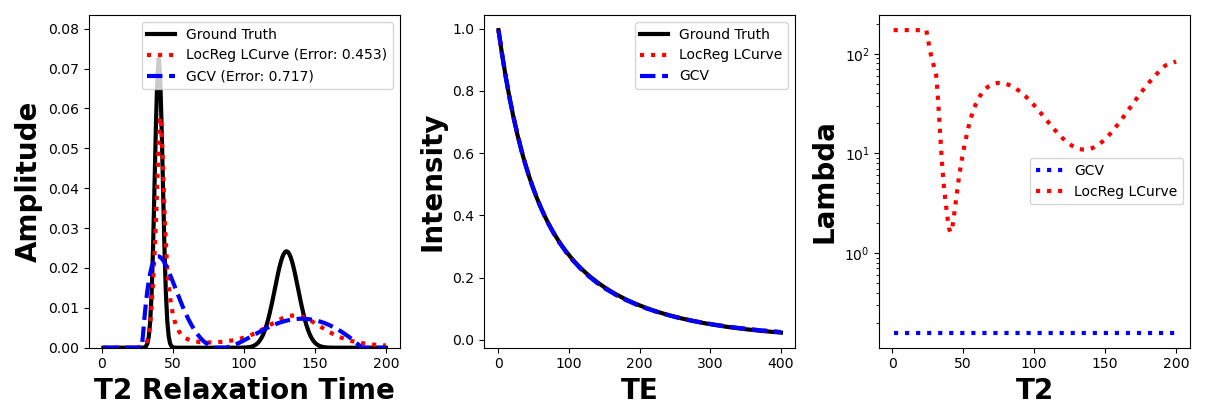 Amplitude
0.08
0.07
0.06
0.05
0.04
0.03
0.02
0.01
0.00
0 50 100 150 200
T2 Relaxation Time
Ground Truth
LocReg LCurve (Error: 0.453)
GCV (Error: 0.717)
Intensity
1.0
0.8
0.6
0.4
0.2
0.0
0 100 200 300 400
TE
Ground Truth
LocReg LCurve
GCV
Lambda
10²
10¹
10⁰
0 50 100 150 200
T2
GCV
LocReg LCurve